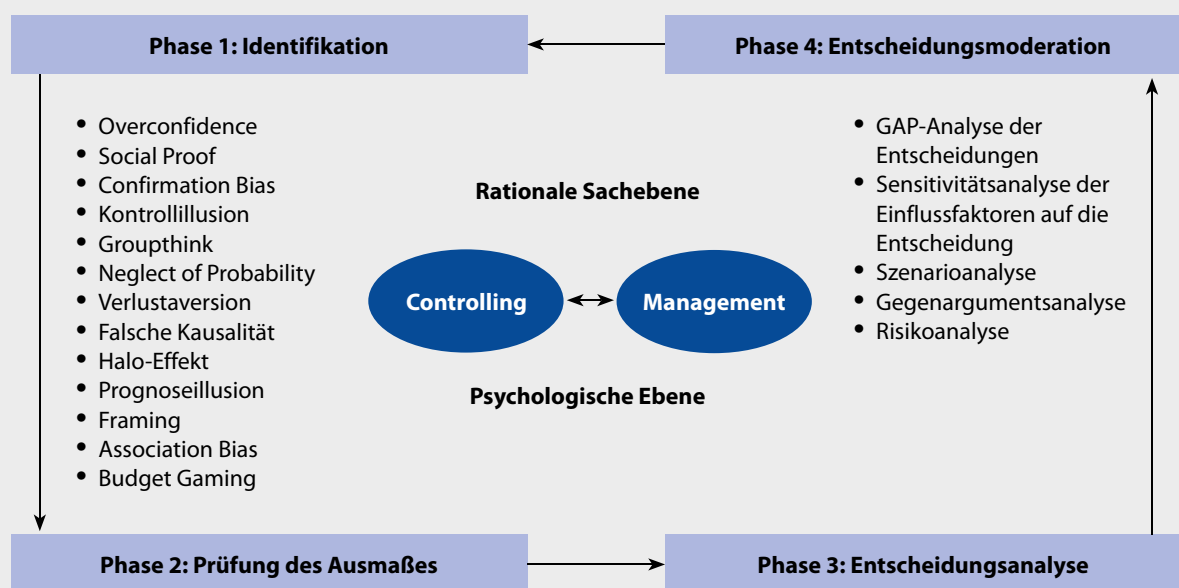 Phase 1: Identifikation
Phase 4: Entscheidungsmoderation
• Overconfidence
• Social Proof
• Confirmation Bias
• Kontrollillusion
• Groupthink
• Neglect of Probability
• Verlustaversion
• Falsche Kausalität
• Halo-Effekt
• Prognoseillusion
• Framing
• Association Bias
• Budget Gaming
Rationale Sachebene
Controlling
Management
Psychologische Ebene
• GAP-Analyse der
Entscheidungen
• Sensitivitätsanalyse der
Einflussfaktoren auf die
Entscheidung
• Szenarioanalyse
• Gegenargumentsanalyse
• Risikoanalyse
Phase 2: Prüfung des Ausmaßes
Phase 3: Entscheidungsanalyse